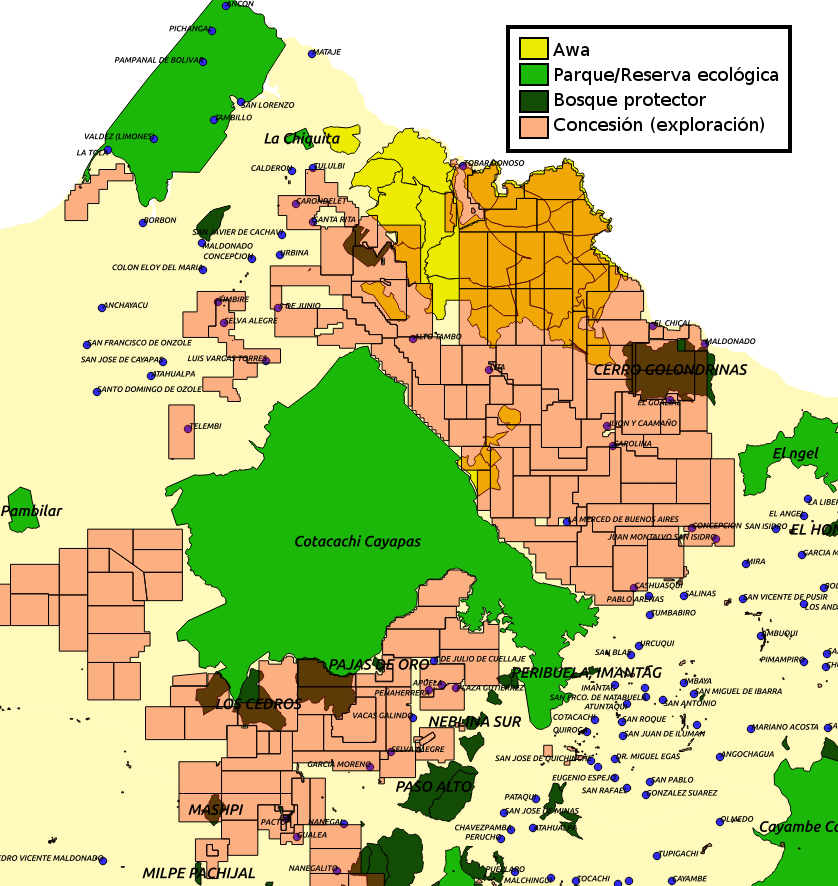 ANCON
PICHANGAL
MATAJE
PAMPANAL DE BOLIVAR
Awa
Parque/Reserva ecológica
Bosque protector
Concesión (exploración)
SAN LORENZO
TAMBILLO
VALDEZ (LIMONES)
La Chiquita
LA TOLA
CALDERON
TULULBI
TOBAR DONOSO
CARONDELET
BORBON
SANTA RITA
SAN JAVIER DE CACHAVI
MALDONADO
CONCEPCION
URBINA
COLON ELOY DEL MARIA
ANCHAYACU
TIMBIRE
5 DE JUNIO
SELVA ALEGRE
EL CHICAL
ALTO TAMBO
MALDONADO
SAN FRANCISCO DE ONZOLE
SAN JOSE DE CAYAPAS
LUIS VARGAS TORRES
CERRO GOLONDRINAS
ATAHUALPA
SANTO DOMINGO DE OZOLE
EL GOALTAL
TELEMBI
JIJON Y CAAMAÑO
CAROLINA
El ngel
Pambilar
LA LIBER
EL ANGEL
LA MERCED DE BUENOS AIRES
CONCEPCION
SAN ISIDRO
EL HON
JUAN MONTALVO
SAN ISIDRO
Cotacachi Cayapas
GARCIA M
MIRA
CASHUASQUI
BOL
PABLO ARENAS
SALINAS
SAN VICENTE DE PUSIR
LOS AND
TUMBABIRO
AMBUQUI
URCUQUI
SAN BLAS
PIMAMPIRO
PAJAS DE ORO
6 DE JULIO DE CUELLAJE
PERIBUELA, IMANTAG
APUELA
PEÑAHERRERA
PLAZA GUTIERREZ
IMANTAG
AMBAYA
SAN MIGUEL DE IBARRA
SAN FRCO. DE NATABUELA
SAN ANTONIO
LOS CEDROS
ATUNTAQUI
VACAS GALINDO
NEBLINA SUR
COTACACHI
SAN ROQUE
QUIROGA
SAN JUAN DE ILUMAN
MARIANO ACOSTA
SELVA ALEGRE
SAN JOSE DE QUICHINCHE
DR. MIGUEL EGAS
ANGOCHAGUA
GARCIA MORENO
EUGENIO ESPEJO
SAN PABLO
PASO ALTO
SAN RAFAEL
GONZALEZ SUAREZ
PATAQUI
MASHPI
SAN JOSE DE MINAS
PACTO
NANEGAL
OLMEDO
CHAVEZPAMBA
ATAHUALPA
Cayambe Co
GUALEA
PERUCHO
TUPIGACHI
EDRO VICENTE MALDONADO
NANEGALITO
PUELLARO
MILPE PACHIJAL
MALCHINGUI
TOCACHI
CAYAMBE